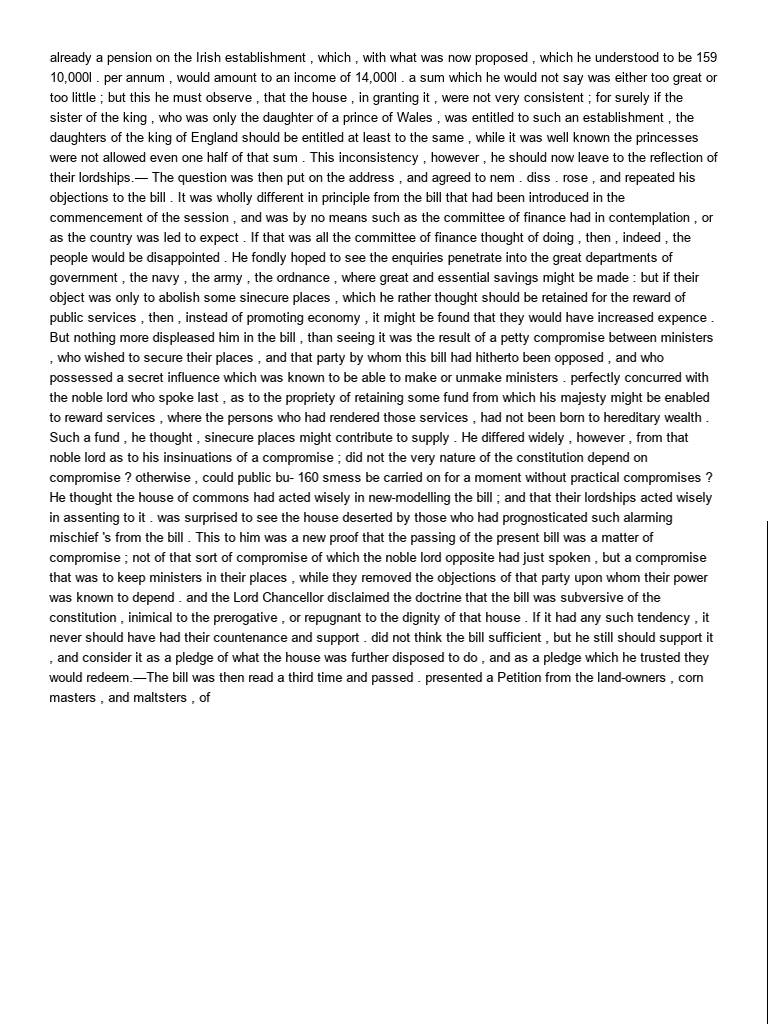 already a pension on the Irish establishment , which , with what was now proposed , which he understood to be 159
10,000l . per annum , would amount to an income of 14,000l . a sum which he would not say was either too great or
too little ; but this he must observe , that the house , in granting it , were not very consistent ; for surely if the
sister of the king , who was only the daughter of a prince of Wales , was entitled to such an establishment , the
daughters of the king of England should be entitled at least to the same , while it was well known the princesses
were not allowed even one half of that sum . This inconsistency , however , he should now leave to the reflection of
their lordships.— The question was then put on the address , and agreed to nem . diss . rose , and repeated his
objections to the bill . It was wholly different in principle from the bill that had been introduced in the
commencement of the session , and was by no means such as the committee of finance had in contemplation , or
as the country was led to expect . If that was all the committee of finance thought of doing , then , indeed , the
people would be disappointed . He fondly hoped to see the enquiries penetrate into the great departments of
government , the navy , the army , the ordnance , where great and essential savings might be made : but if their
object was only to abolish some sinecure places , which he rather thought should be retained for the reward of
public services , then , instead of promoting economy , it might be found that they would have increased expence .
But nothing more displeased him in the bill , than seeing it was the result of a petty compromise between ministers
, who wished to secure their places , and that party by whom this bill had hitherto been opposed , and who
possessed a secret influence which was known to be able to make or unmake ministers . perfectly concurred with
the noble lord who spoke last , as to the propriety of retaining some fund from which his majesty might be enabled
to reward services , where the persons who had rendered those services , had not been born to hereditary wealth .
Such a fund , he thought , sinecure places might contribute to supply . He differed widely , however , from that
noble lord as to his insinuations of a compromise ; did not the very nature of the constitution depend on
compromise ? otherwise , could public bu- 160 smess be carried on for a moment without practical compromises ?
He thought the house of commons had acted wisely in new-modelling the bill ; and that their lordships acted wisely
in assenting to it . was surprised to see the house deserted by those who had prognosticated such alarming
mischief 's from the bill . This to him was a new proof that the passing of the present bill was a matter of
compromise ; not of that sort of compromise of which the noble lord opposite had just spoken , but a compromise
that was to keep ministers in their places , while they removed the objections of that party upon whom their power
was known to depend . and the Lord Chancellor disclaimed the doctrine that the bill was subversive of the
constitution , inimical to the prerogative , or repugnant to the dignity of that house . If it had any such tendency , it
never should have had their countenance and support . did not think the bill sufficient , but he still should support it
, and consider it as a pledge of what the house was further disposed to do , and as a pledge which he trusted they
would redeem.—The bill was then read a third time and passed . presented a Petition from the land-owners , corn
masters , and maltsters , of